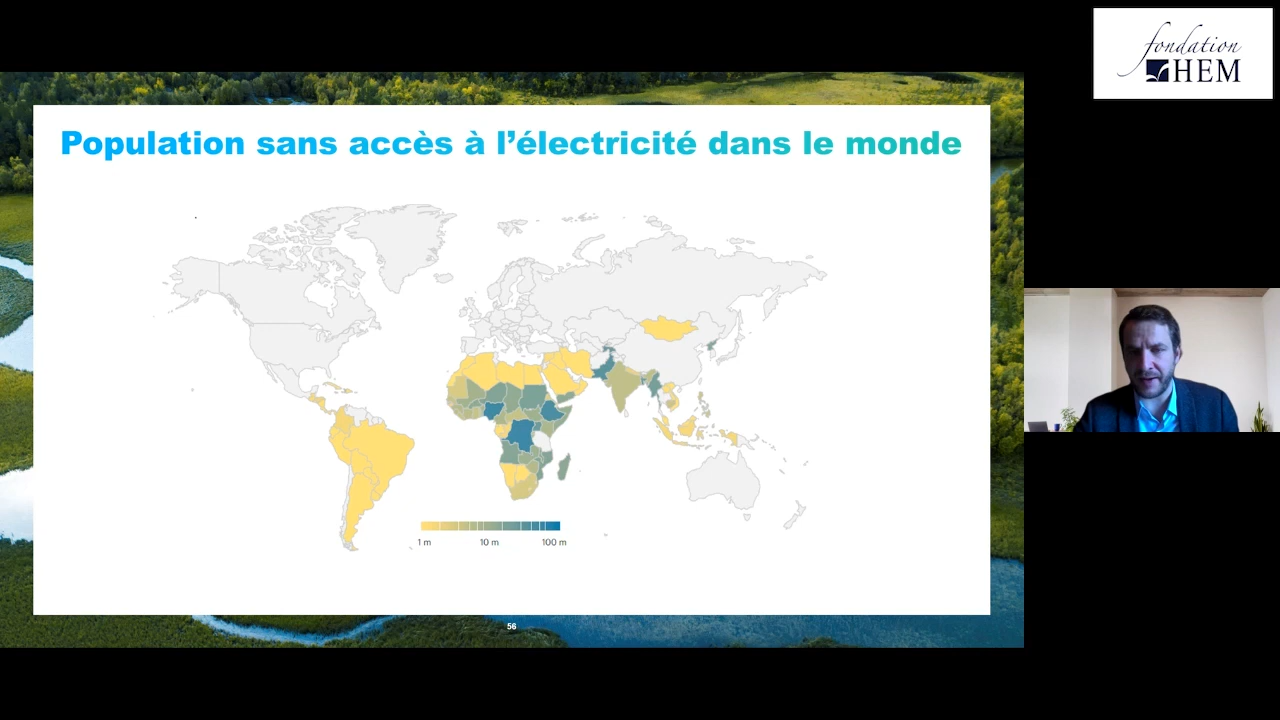 fondation
HEM
Population sans accès à l’électricité dans le monde
1 m 10 m 100 m
56